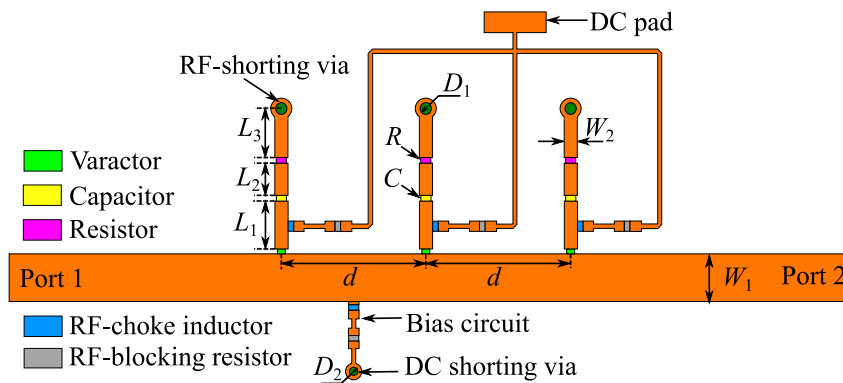 DC pad
RF-shorting via
D1
L3
R
W2
Varactor
L2
C
Capacitor
Resistor
L1
d
d
Port 1
W1
Port 2
RF-choke inductor
Bias circuit
RF-blocking resistor
D2
DC shorting via